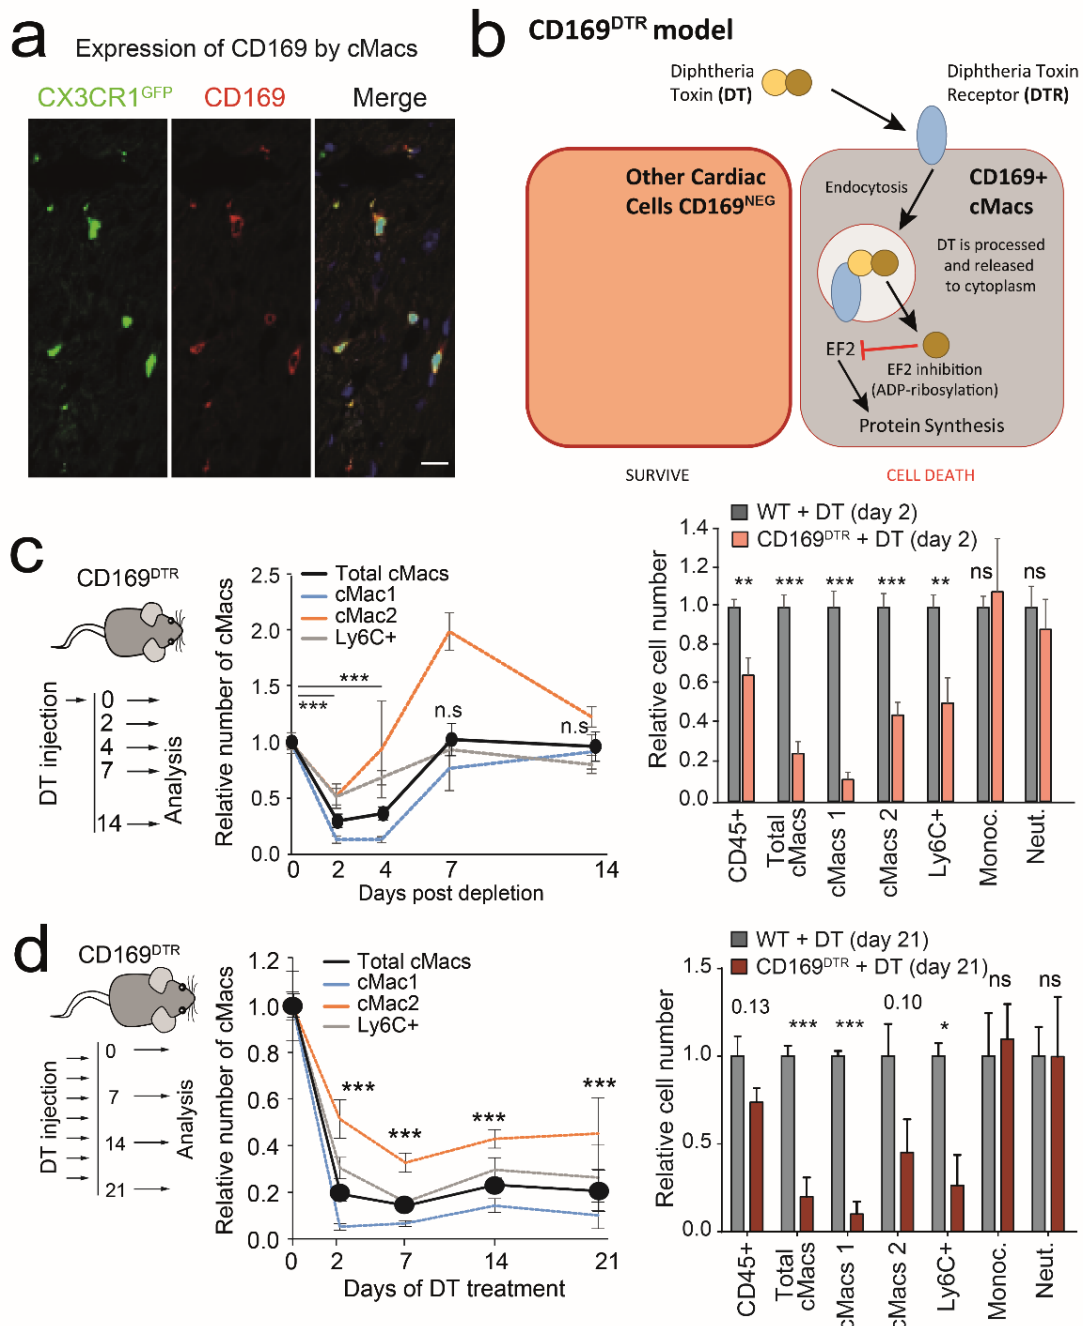 a
Expression of CD169 by cMacs
CX3CR1GFP
CD169
Merge
b
CD169DTR model
Diphtheria
Toxin (DT)
Diphtheria Toxin
Receptor (DTR)
Other Cardiac
Cells CD169NEG
CD169+
cMacs
Endocytosis
DT is processed
and released
to cytoplasm
EF2
EF2 inhibition
(ADP-ribosylation)
Protein Synthesis
SURVIVE
CELL DEATH
c
CD169DTR
DT injection
0
2
4
7
14
Analysis
Relative number of cMacs
2.5
2.0
1.5
1.0
0.5
0.0
Total cMacs
cMac1
cMac2
Ly6C+
***
***
n.s
n.s
0
2
4
7
14
Days post depletion
WT + DT (day 2)
CD169DTR + DT (day 2)
Relative cell number
1.4
1.0
0.8
0.6
0.4
0.2
0.0
**
***
***
***
**
ns
ns
CD45+
Total
cMacs
cMacs 1
cMacs 2
Ly6C+
Monoc.
Neut.
d
CD169DTR
DT injection
0
7
14
21
Analysis
Relative number of cMacs
1.2
1.0
0.8
0.6
0.4
0.2
0.0
Total cMacs
cMac1
cMac2
Ly6C+
***
***
***
***
0
2
7
14
21
Days of DT treatment
WT + DT (day 21)
CD169DTR + DT (day 21)
Relative cell number
1.5
1.0
0.5
0.0
0.13
***
***
0.10
*
ns
ns
CD45+
Total
cMacs
cMacs 1
cMacs 2
Ly6C+
Monoc.
Neut.